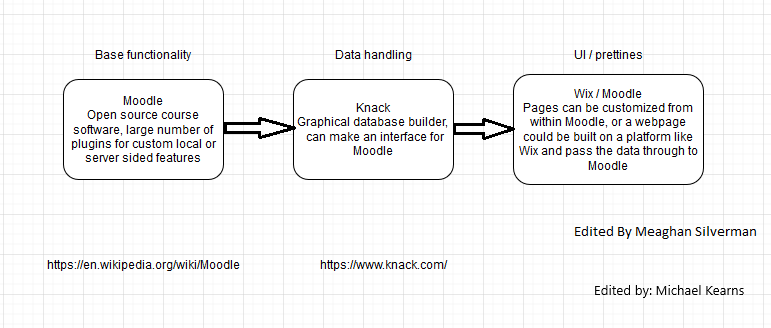 Base functionality
Data handling
UI / prettines
Moodle
Open source course
software, large number of
plugins for custom local or
server sided features
Knack
Graphical database builder,
can make an interface for
Moodle
Wix / Moodle
Pages can be customized from
within Moodle, or a webpage
could be built on a platform like
Wix and pass the data through to
Moodle
Edited By Meaghan Silverman
https://en.wikipedia.org/wiki/Moodle
https://www.knack.com/
Edited by: Michael Kearns